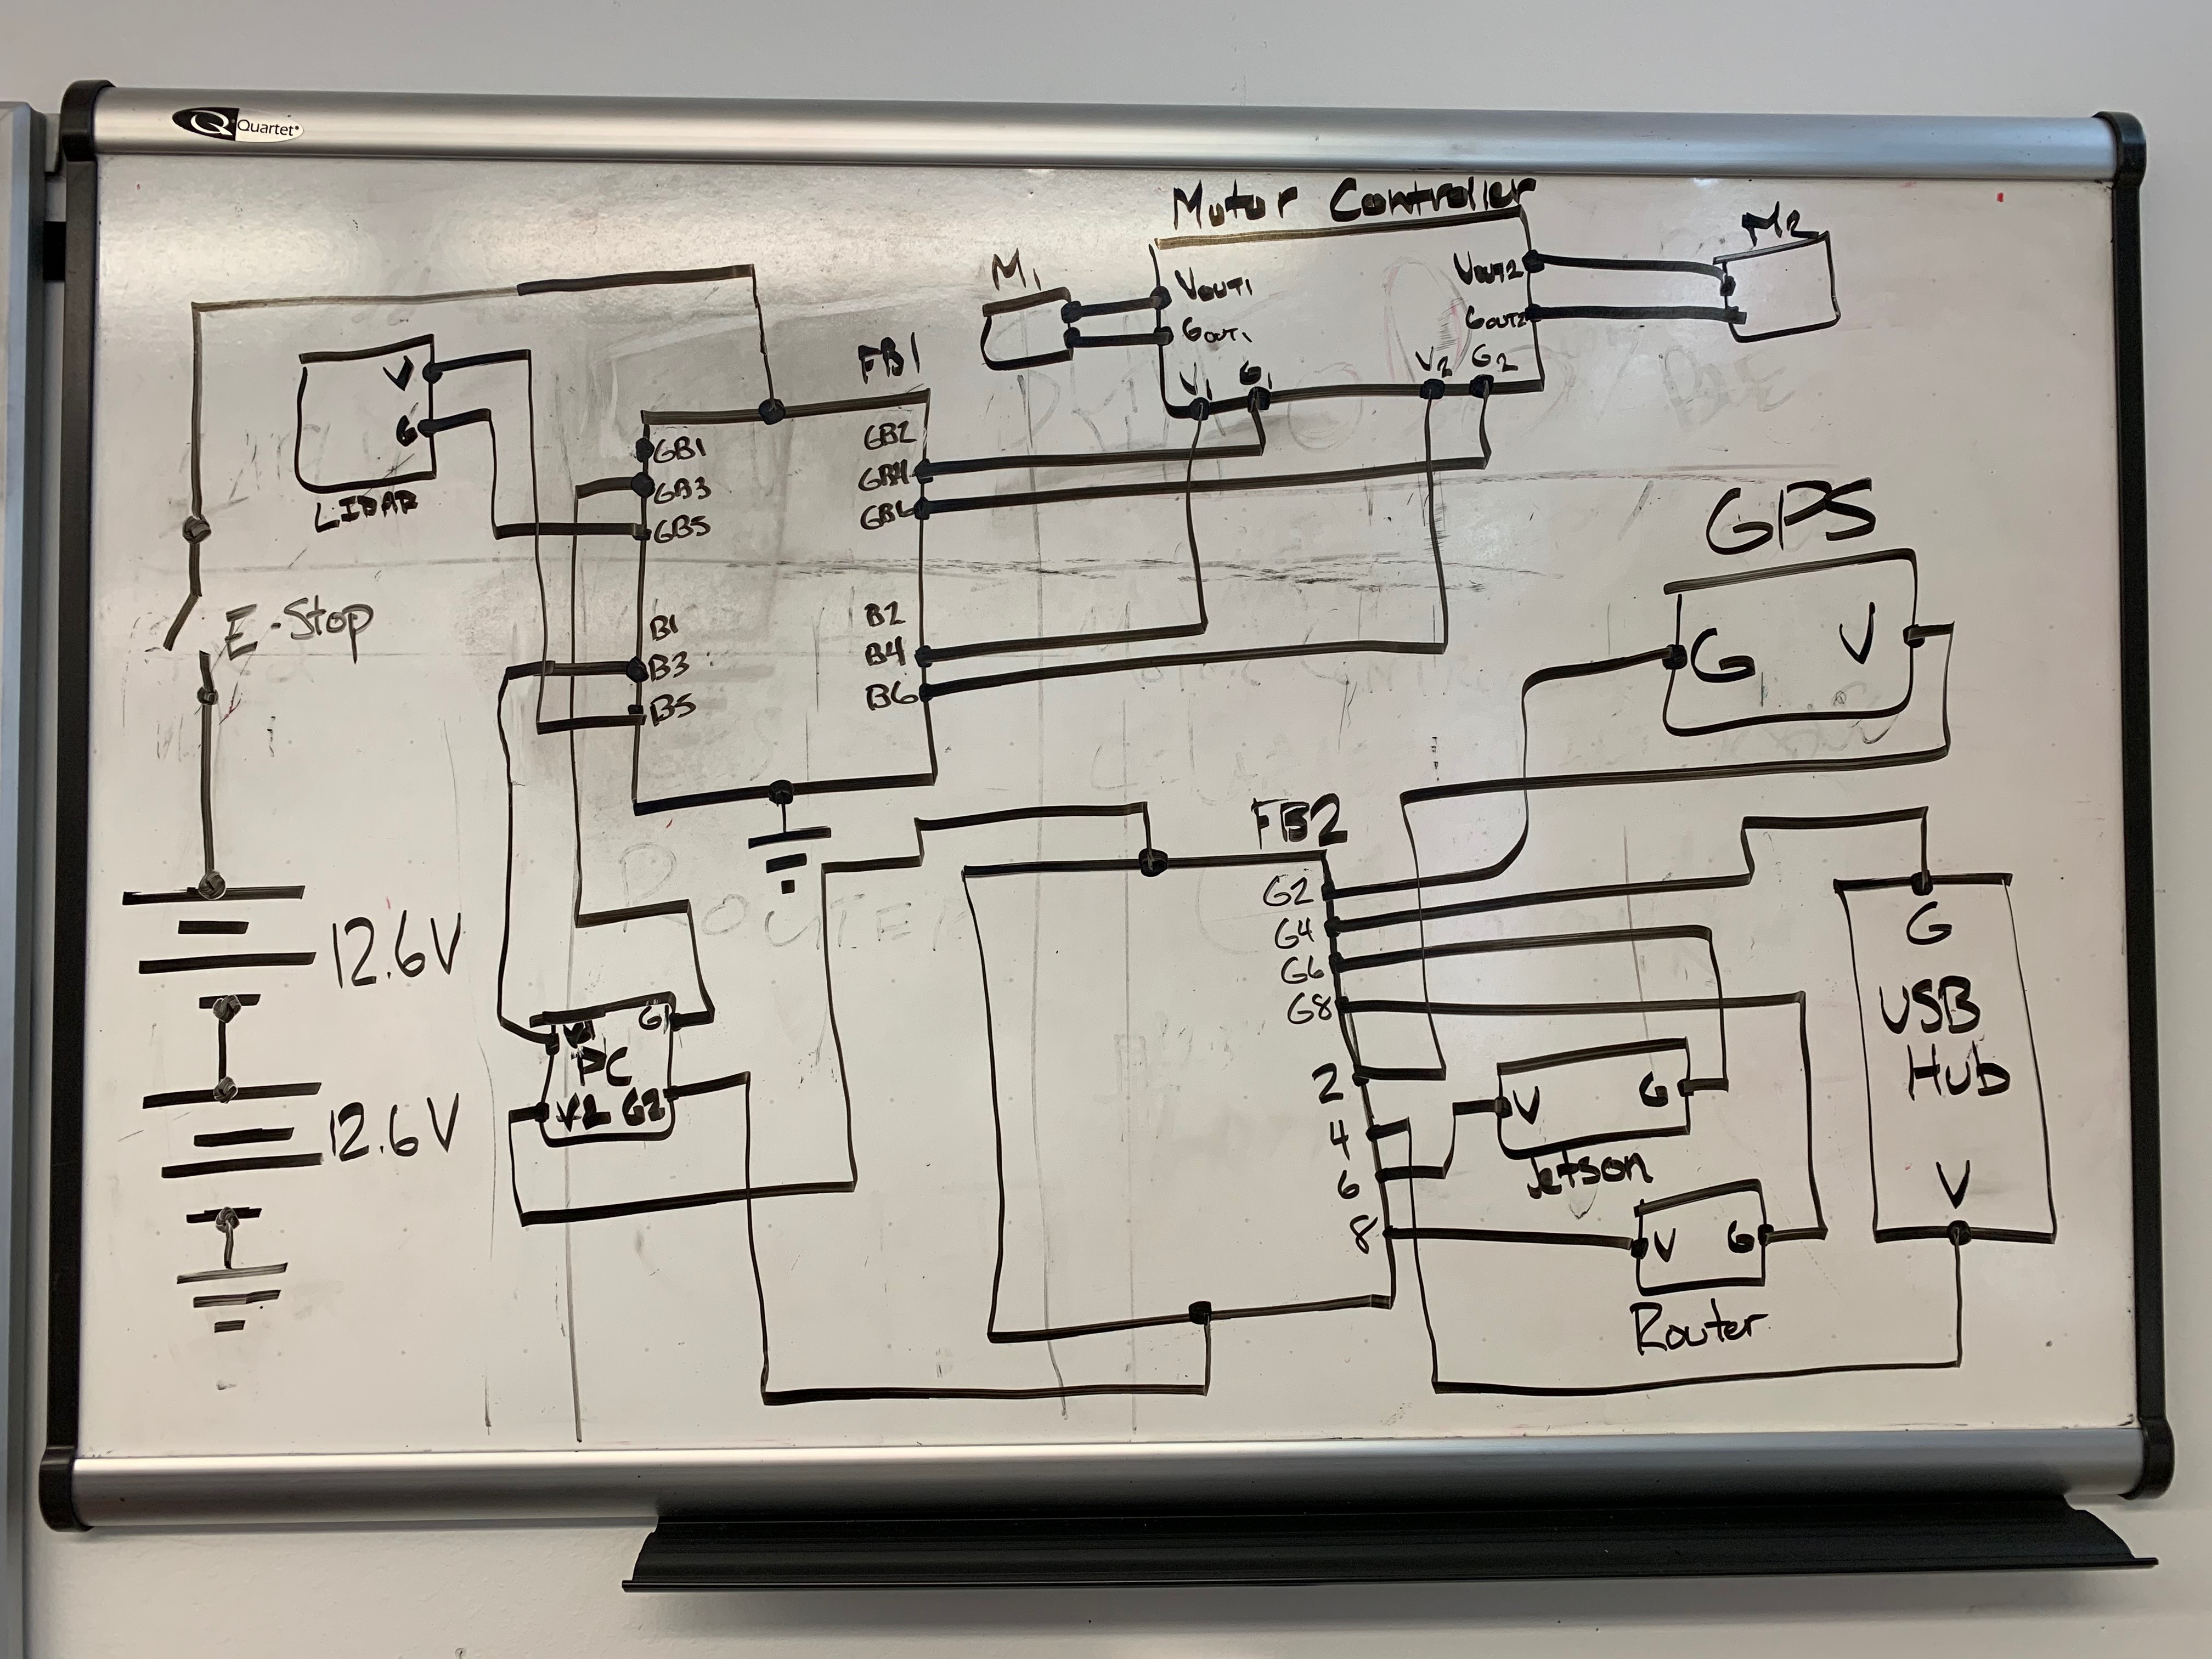 Quartet
Motor Controller
M1
VOUT1
GOUT1
VOUT2
GOUT2
V1
G1
V2
G2
M2
V
G
LIDAR
FB1
GB1
GB3
GB5
GB2
GB4
GB6
B1
B3
B5
B2
B4
B6
E-Stop
12.6V
12.6V
GPS
G
V
V1
G1
PC
V2
G2
FB2
G2
G4
G6
G8
2
4
6
8
V
G
Jetson
V
G
Router
G
USB
Hub
V
ROUTER